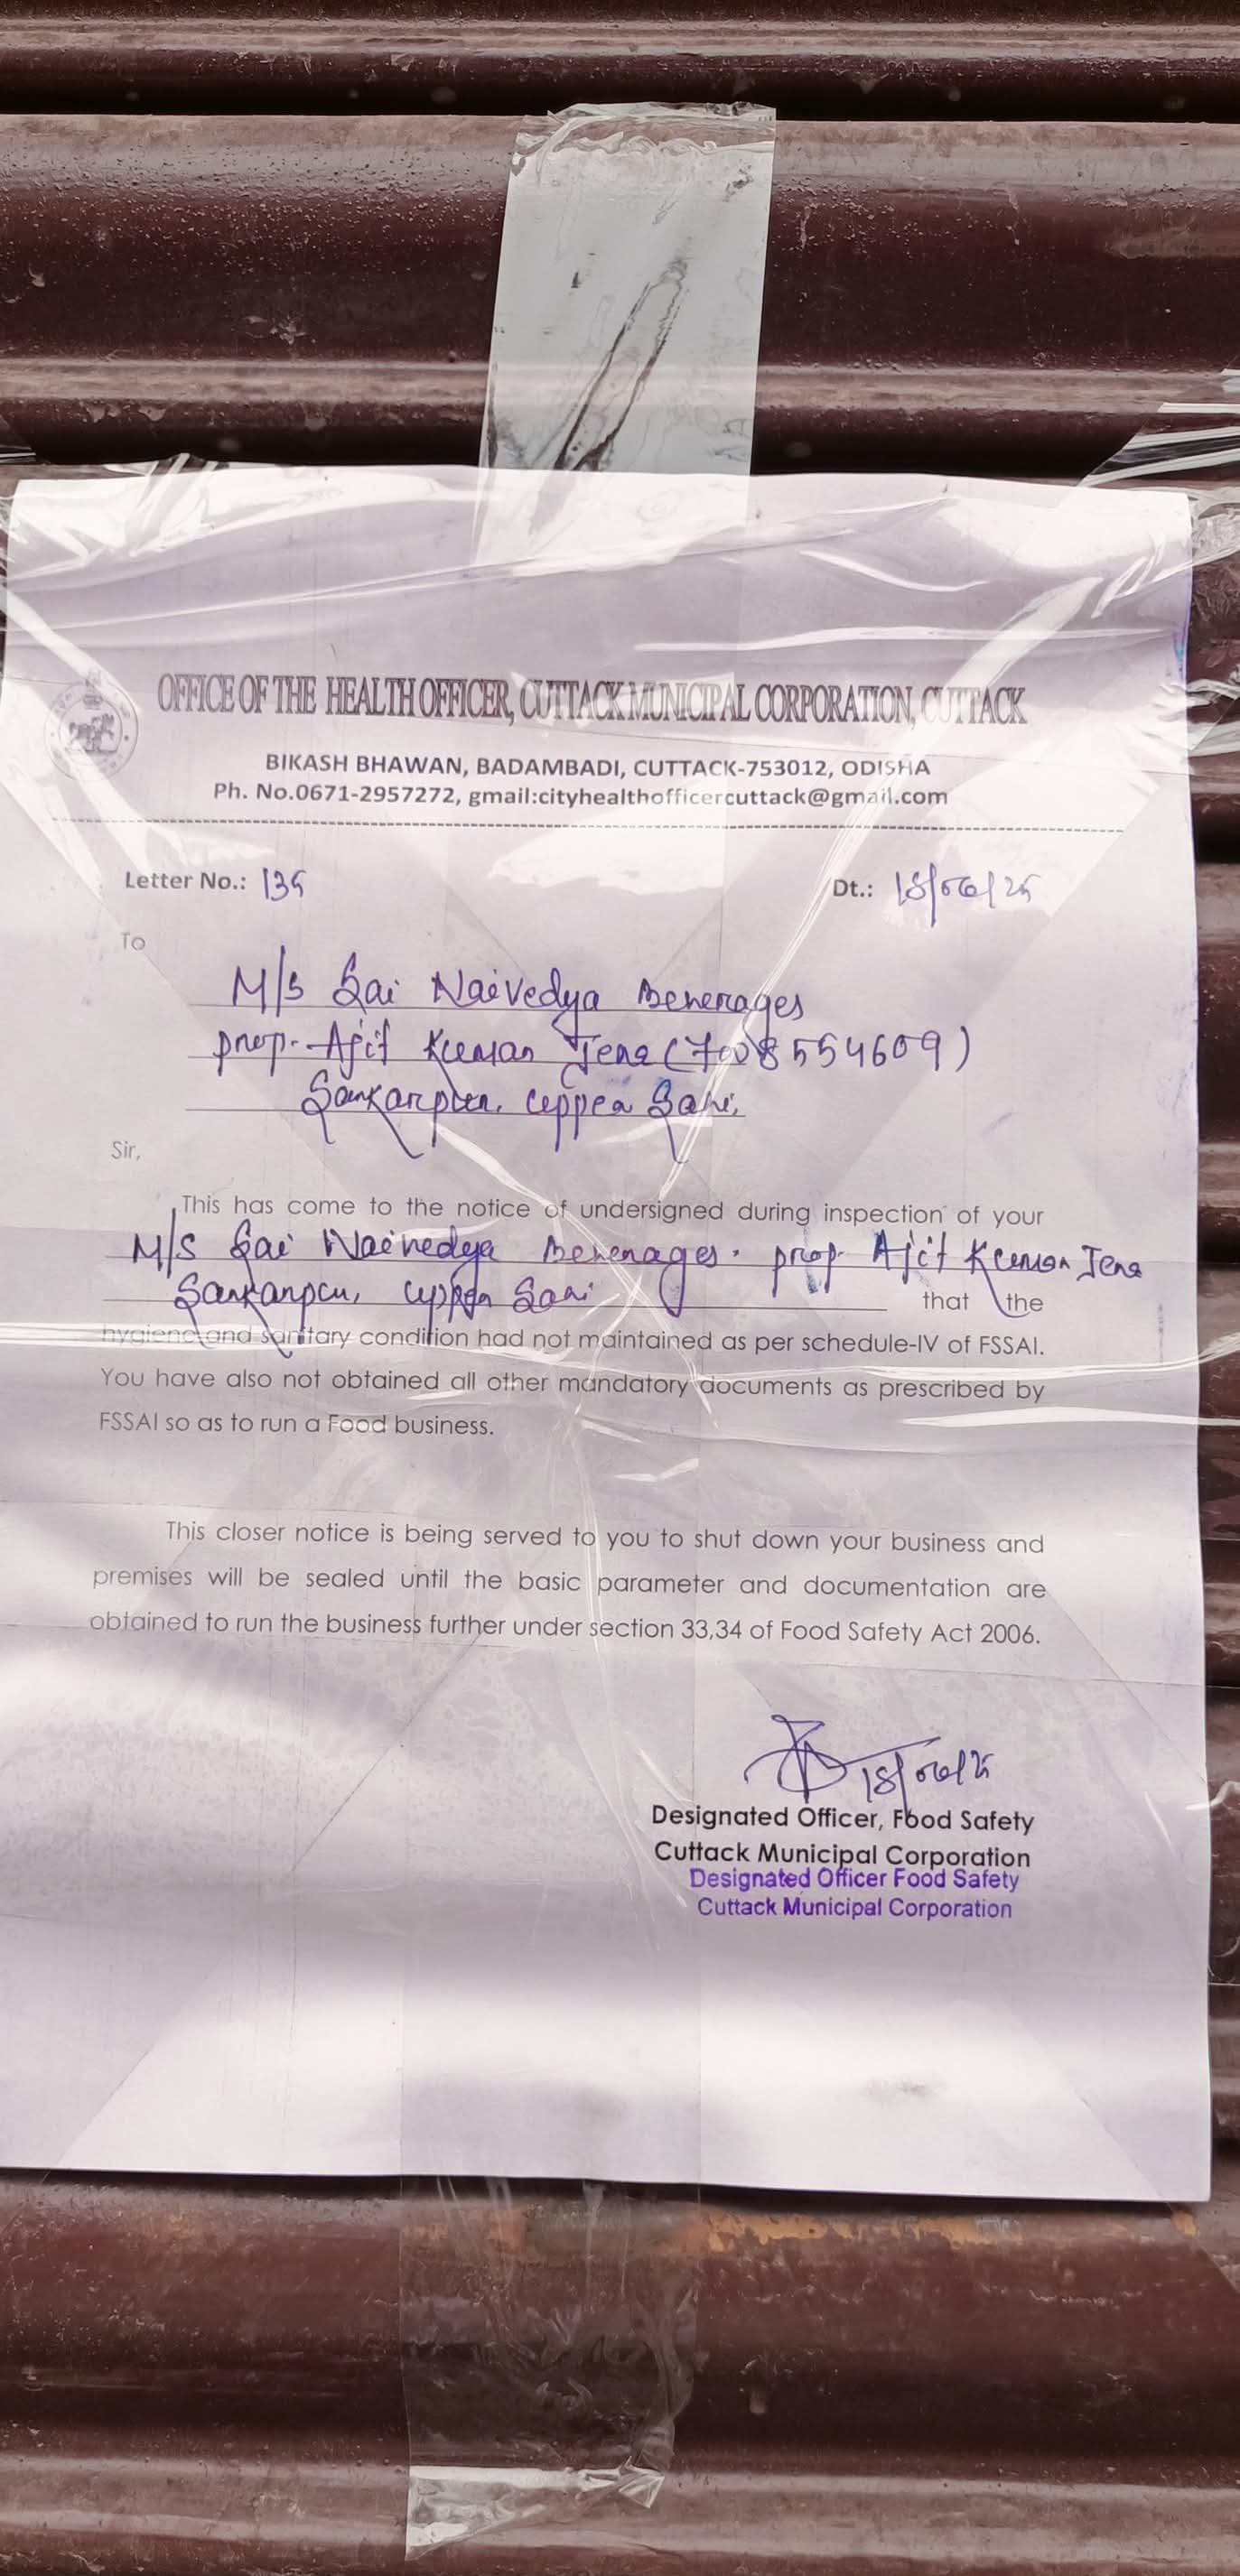 OFFICE OF THE HEALTH OFFICER, CUTTACK MUNICIPAL CORPORATION, CUTTACK
BIKASH BHAWAN, BADAMBADI, CUTTACK-753012, ODISHA
Ph. No.0671-2957272, gmail:cityhealthofficercuttack@gmail.com
Letter No.: 135 Dt.: 18/06/25
To
M/S Sai Naivedya Beverages
prop. Ajit Kumar Jena (7008554609)
Sankarpur, Uppar Sahi,
Sir,
This has come to the notice of undersigned during inspection of your
M/S Sai Naivedya Beverages. prop. Ajit Kumar Jena
Sankarpur, Uppar Sahi that the
hygiene and sanitary condition had not maintained as per schedule-IV of FSSAI.
You have also not obtained all other mandatory documents as prescribed by
FSSAI so as to run a Food business.
This closer notice is being served to you to shut down your business and
premises will be sealed until the basic parameter and documentation are
obtained to run the business further under section 33,34 of Food Safety Act 2006.
18/06/25
Designated Officer, Food Safety
Cuttack Municipal Corporation
Designated Officer Food Safety
Cuttack Municipal Corporation